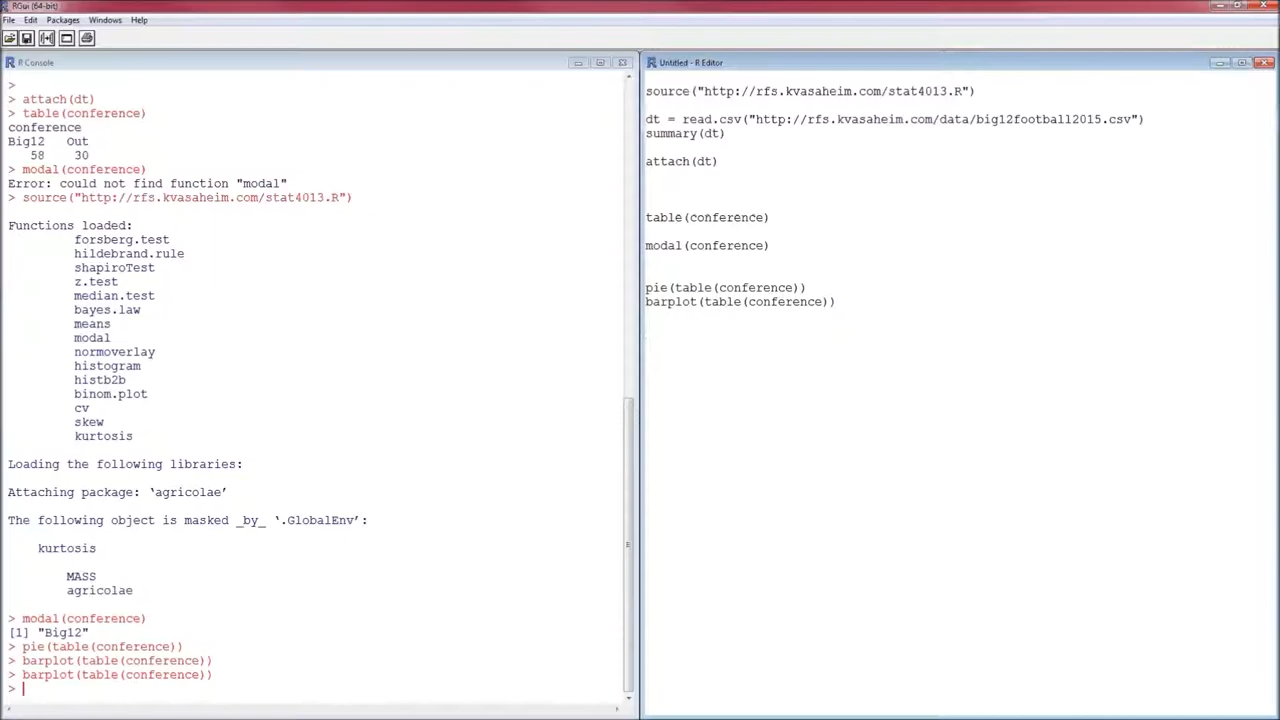 RGui (64-bit)
File Edit Packages Windows Help
R Console
>
> attach(dt)
> table(conference)
conference
Big12   Out
   58    30
> modal(conference)
Error: could not find function "modal"
> source("http://rfs.kvasaheim.com/stat4013.R")
Functions loaded:
forsberg.test
hildebrand.rule
shapiroTest
z.test
median.test
bayes.law
means
modal
normoverlay
histogram
histb2b
binom.plot
cv
skew
kurtosis
Loading the following libraries:
Attaching package: ‘agricolae’
The following object is masked _by_ ‘.GlobalEnv’:
kurtosis
MASS
agricolae
> modal(conference)
[1] "Big12"
> pie(table(conference))
> barplot(table(conference))
> barplot(table(conference))
>
Untitled - R Editor
source("http://rfs.kvasaheim.com/stat4013.R")
dt = read.csv("http://rfs.kvasaheim.com/data/big12football2015.csv")
summary(dt)
attach(dt)
table(conference)
modal(conference)
pie(table(conference))
barplot(table(conference))